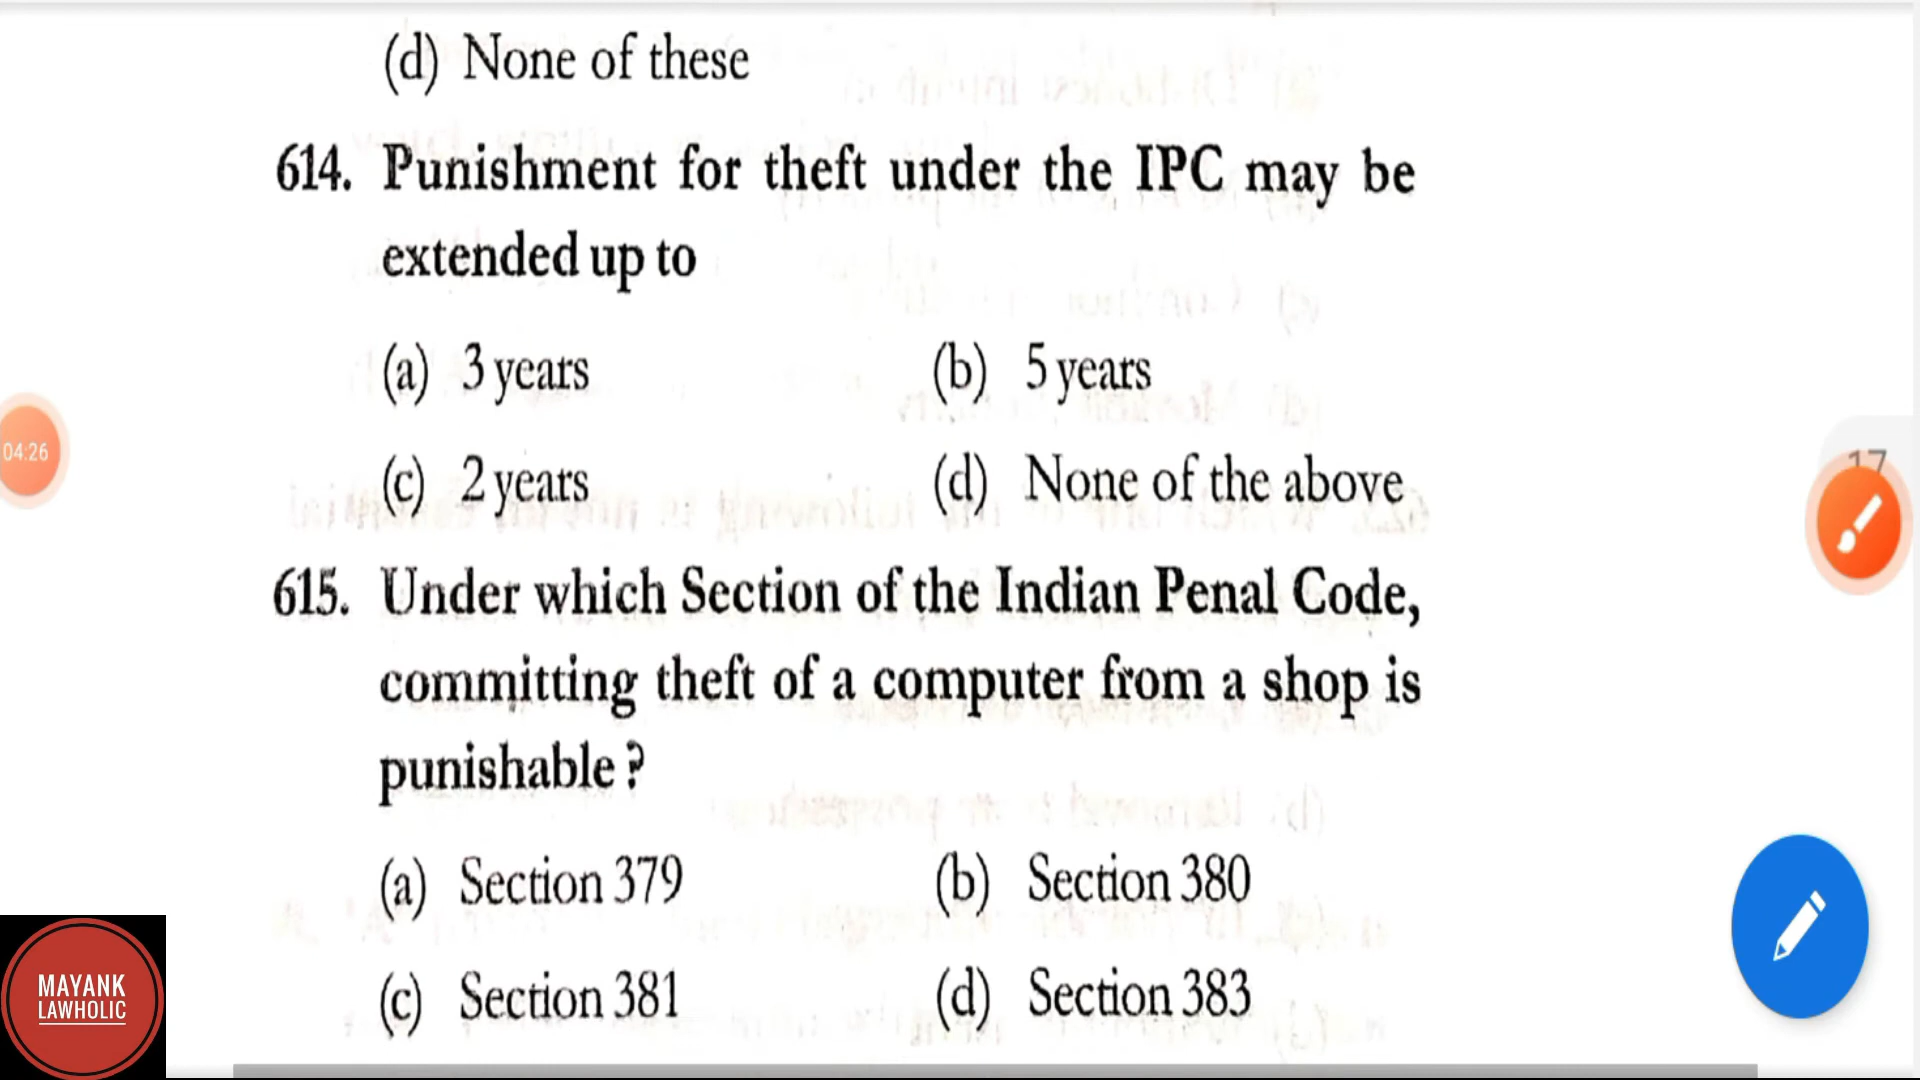 (d) None of these
614. Punishment for theft under the IPC may be
extended up to
(a) 3 years (b) 5 years
(c) 2 years (d) None of the above
615. Under which Section of the Indian Penal Code,
committing theft of a computer from a shop is
punishable ?
(a) Section 379 (b) Section 380
(c) Section 381 (d) Section 383
04:26
17
MAYANK
LAWHOLIC